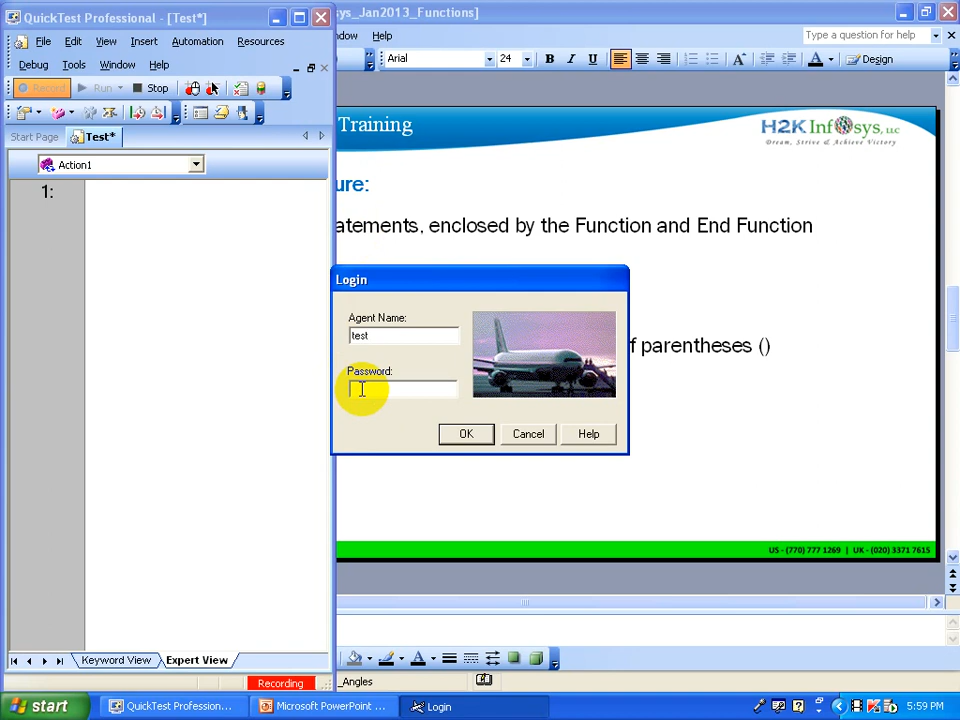 QuickTest Professional - [Test*]
sys_Jan2013_Functions]
File Edit View Insert Automation Resources
Debug Tools Window Help
Help
Type a question for help
Record Run Stop
Arial 24 B I U A A Design
Start Page Test*
Action1
1:
Training
H2K Infosys, LLC
Dream, Strive & Achieve Victory
ure:
atements, enclosed by the Function and End Function
f parentheses ()
Login
Agent Name:
test
Password:
OK Cancel Help
US - (770) 777 1269 | UK - (020) 3371 7615
Keyword View Expert View
A
Recording
_Angles
start QuickTest Profession... Microsoft PowerPoint ... Login 5:59 PM